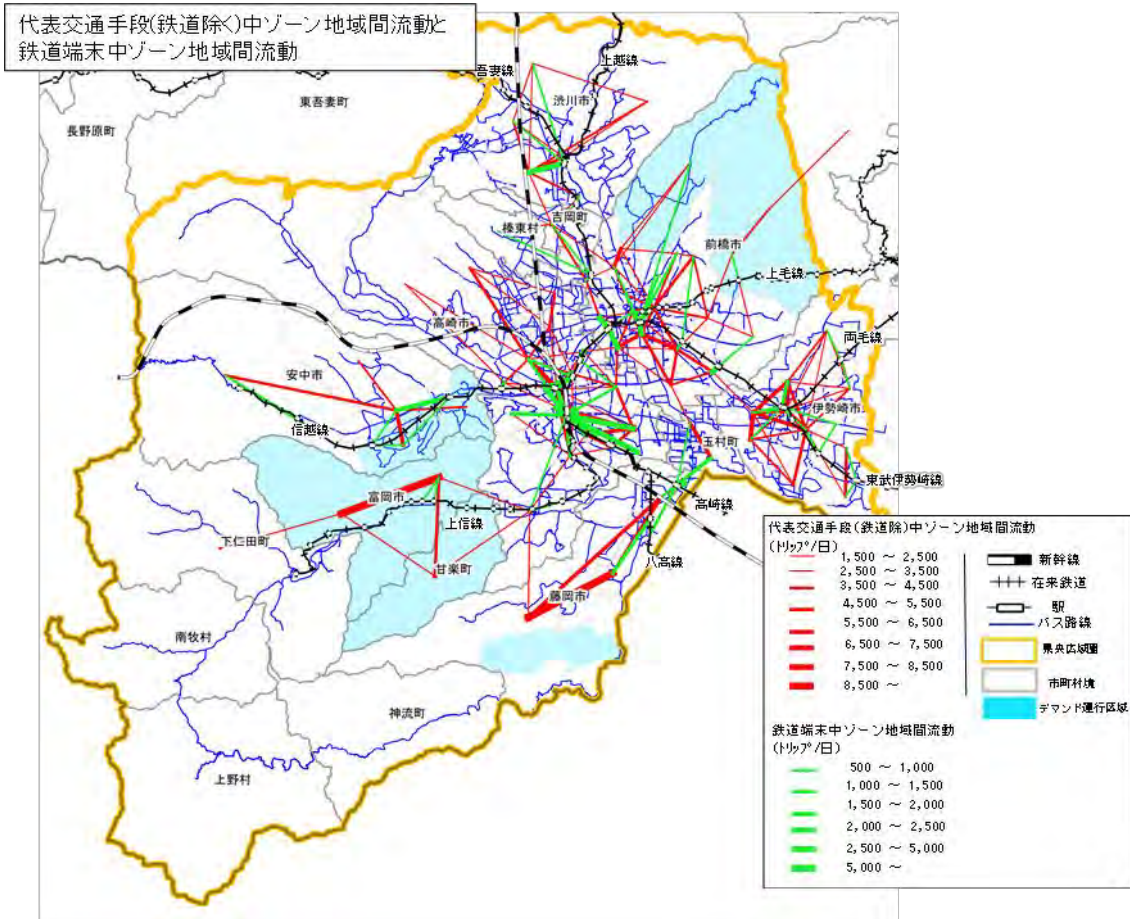 代表交通手段(鉄道除く)中ゾーン地域間流動と
鉄道端末中ゾーン地域間流動
吾妻線
上越線
渋川市
東吾妻町
長野原町
吉岡町
榛東村
前橋市
上毛線
高崎市
両毛線
安中市
伊勢崎市
信越線
玉村町
東武伊勢崎線
富岡市
高崎線
上信線
下仁田町
八高線
甘楽町
藤岡市
南牧村
神流町
上野村
代表交通手段(鉄道除)中ゾーン地域間流動
(トリップ/日)
1,500 ～ 2,500
2,500 ～ 3,500
3,500 ～ 4,500
4,500 ～ 5,500
5,500 ～ 6,500
6,500 ～ 7,500
7,500 ～ 8,500
8,500 ～
新幹線
在来鉄道
駅
バス路線
県央広域圏
市町村境
デマンド運行区域
鉄道端末中ゾーン地域間流動
(トリップ/日)
500 ～ 1,000
1,000 ～ 1,500
1,500 ～ 2,000
2,000 ～ 2,500
2,500 ～ 5,000
5,000 ～